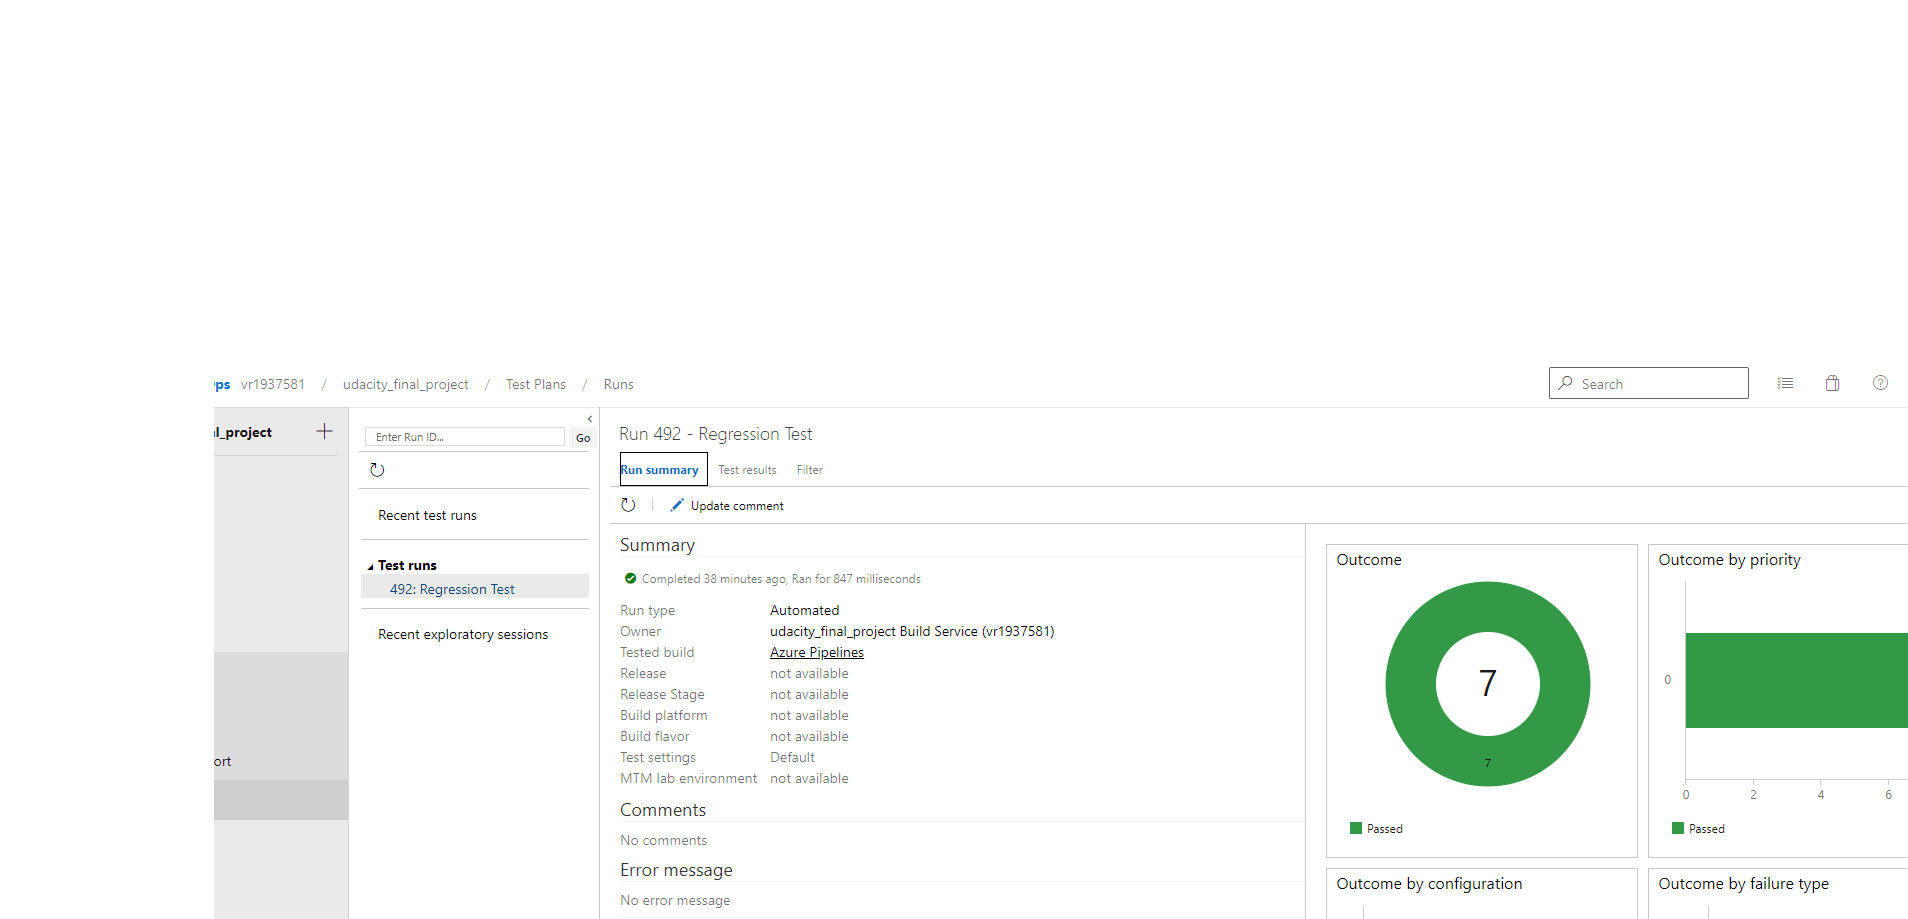 ps vr1937581 / udacity_final_project / Test Plans / Runs
Search
l_project
ort
Enter Run ID...
Go
Recent test runs
Test runs
492: Regression Test
Recent exploratory sessions
Run 492 - Regression Test
Run summary Test results Filter
Update comment
Summary
Completed 38 minutes ago, Ran for 847 milliseconds
Run type Automated
Owner udacity_final_project Build Service (vr1937581)
Tested build Azure Pipelines
Release not available
Release Stage not available
Build platform not available
Build flavor not available
Test settings Default
MTM lab environment not available
Comments
No comments
Error message
No error message
Outcome
7
7
Passed
Outcome by priority
0
0 2 4 6
Passed
Outcome by configuration
Outcome by failure type